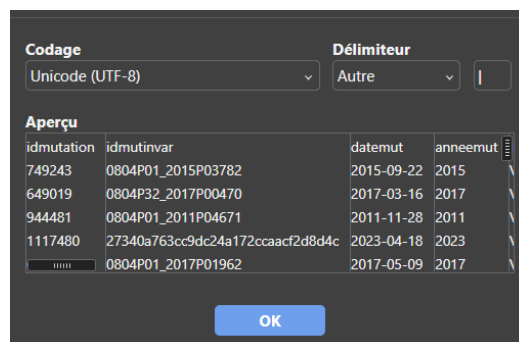 Codage Délimiteur
Unicode (UTF-8) Autre |
Aperçu
idmutation idmutinvar datemut anneemut
749243 0804P01_2015P03782 2015-09-22 2015
649019 0804P32_2017P00470 2017-03-16 2017
944481 0804P01_2011P04671 2011-11-28 2011
1117480 27340a763cc9dc24a172ccaacf2d8d4c 2023-04-18 2023
0804P01_2017P01962 2017-05-09 2017
OK